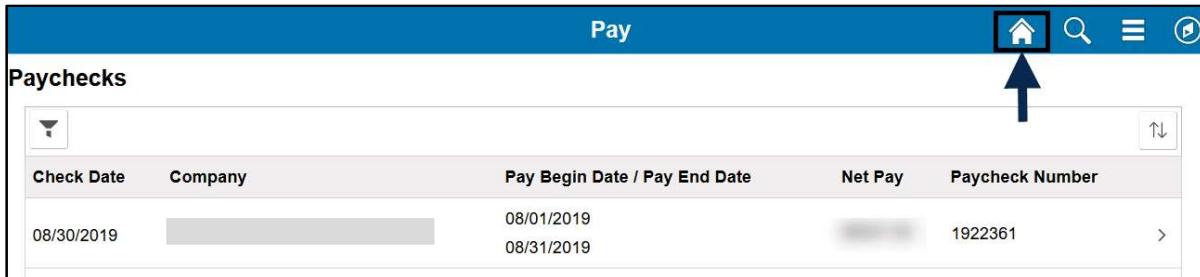 Pay
Paychecks
Check Date Company Pay Begin Date / Pay End Date Net Pay Paycheck Number
08/01/2019
08/30/2019 1922361
08/31/2019